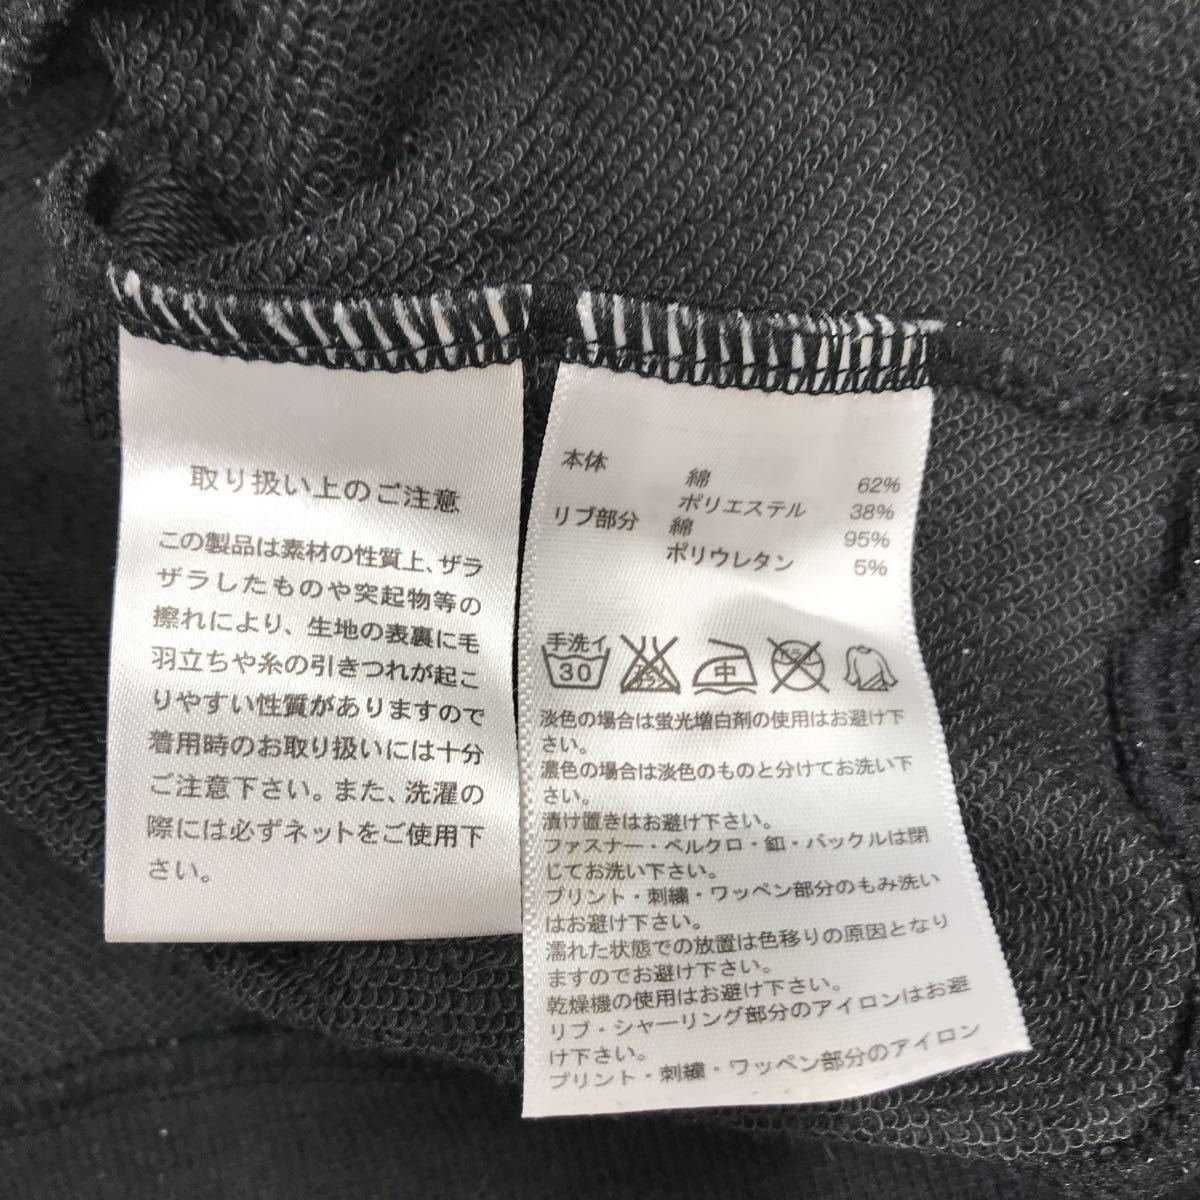 取り扱い上のご注意
この製品は素材の性質上、ザラ
ザラしたものや突起物等の
擦れにより、生地の表裏に毛
羽立ちや糸の引きつれが起こ
りやすい性質がありますので
着用時のお取り扱いには十分
ご注意下さい。また、洗濯の
際には必ずネットをご使用下
さい。
本体 綿 62%
ポリエステル 38%
リブ部分 綿 95%
ポリウレタン 5%
手洗イ
30
中
淡色の場合は蛍光増白剤の使用はお避け下
さい。
濃色の場合は淡色のものと分けてお洗い下
さい。
漬け置きはお避け下さい。
ファスナー・ベルクロ・釦・バックルは閉
じてお洗い下さい。
プリント・刺繍・ワッペン部分のもみ洗い
はお避け下さい。
濡れた状態での放置は色移りの原因となり
ますのでお避け下さい。
乾燥機の使用はお避け下さい。
リブ・シャーリング部分のアイロンはお避
け下さい。
プリント・刺繍・ワッペン部分のアイロン